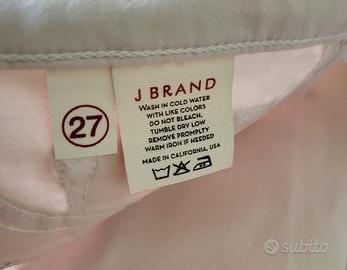 27
J BRAND
WASH IN COLD WATER
WITH LIKE COLORS
DO NOT BLEACH.
TUMBLE DRY LOW
REMOVE PROMPTLY
WARM IRON IF NEEDED
MADE IN CALIFORNIA, USA
subito